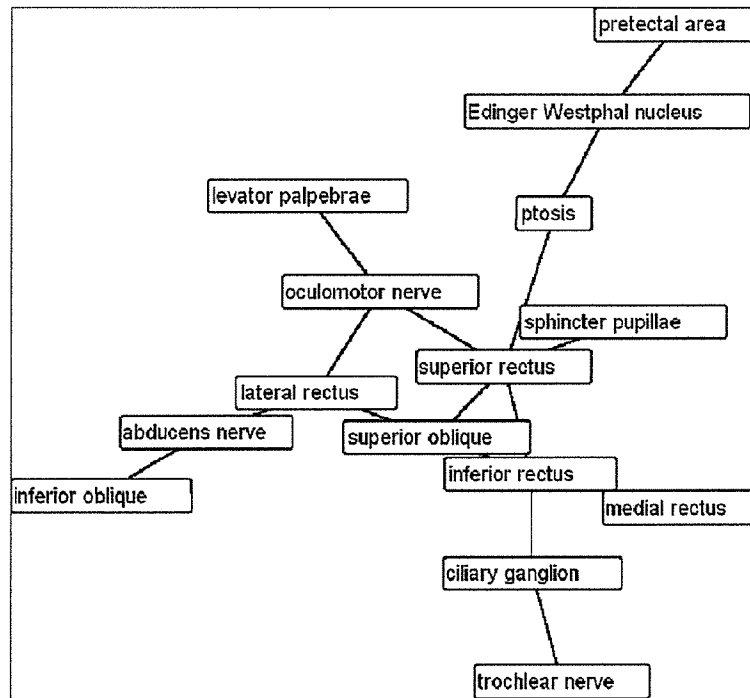 pretectal area
Edinger Westphal nucleus
levator palpebrae
ptosis
oculomotor nerve
sphincter pupillae
superior rectus
lateral rectus
abducens nerve
superior oblique
inferior rectus
inferior oblique
medial rectus
ciliary ganglion
trochlear nerve